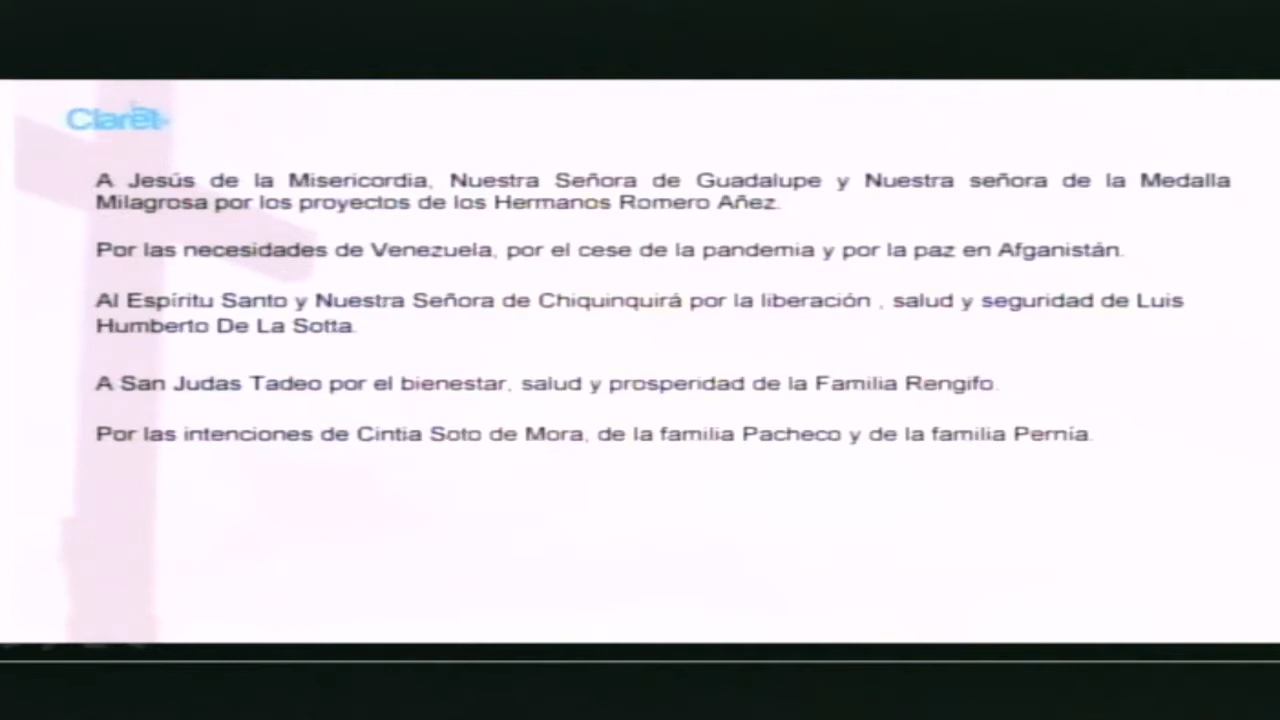 Claret
A Jesús de la Misericordia, Nuestra Señora de Guadalupe y Nuestra señora de la Medalla
Milagrosa por los proyectos de los Hermanos Romero Añez.
Por las necesidades de Venezuela, por el cese de la pandemia y por la paz en Afganistán.
Al Espíritu Santo y Nuestra Señora de Chiquinquirá por la liberación , salud y seguridad de Luis
Humberto De La Sotta.
A San Judas Tadeo por el bienestar, salud y prosperidad de la Familia Rengifo.
Por las intenciones de Cintia Soto de Mora, de la familia Pacheco y de la familia Pernía.